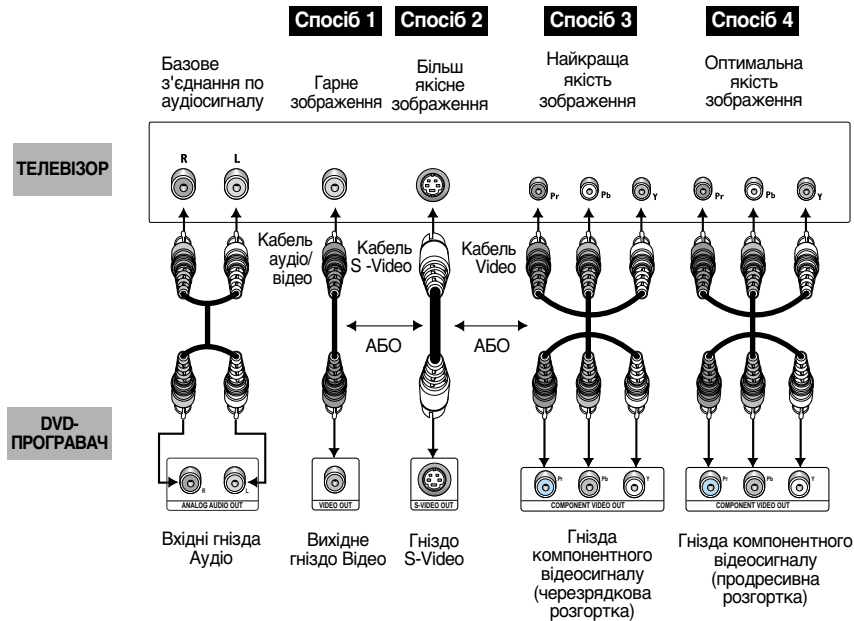 Спосіб 1 Спосіб 2 Спосіб 3 Спосіб 4
Базове
з'єднання по
аудіосигналу
Гарне
зображення
Більш
якісне
зображення
Найкраща
якість
зображення
Оптимальна
якість
зображення
ТЕЛЕВІЗОР
R L
Pr Pb Y Pr Pb Y
Кабель
аудіо/
відео
Кабель
S -Video
Кабель
Video
АБО АБО
DVD-
ПРОГРАВАЧ
R L
Pr Pb Y Pr Pb Y
ANALOG AUDIO OUT VIDEO OUT S-VIDEO OUT COMPONENT VIDEO OUT COMPONENT VIDEO OUT
Вхідні гнізда
Аудіо
Вихідне
гніздо Відео
Гніздо
S-Video
Гнізда
компонентного
відеосигналу
(черезрядкова
розгортка)
Гнізда компонентного
відеосигналу
(продресивна
розгортка)